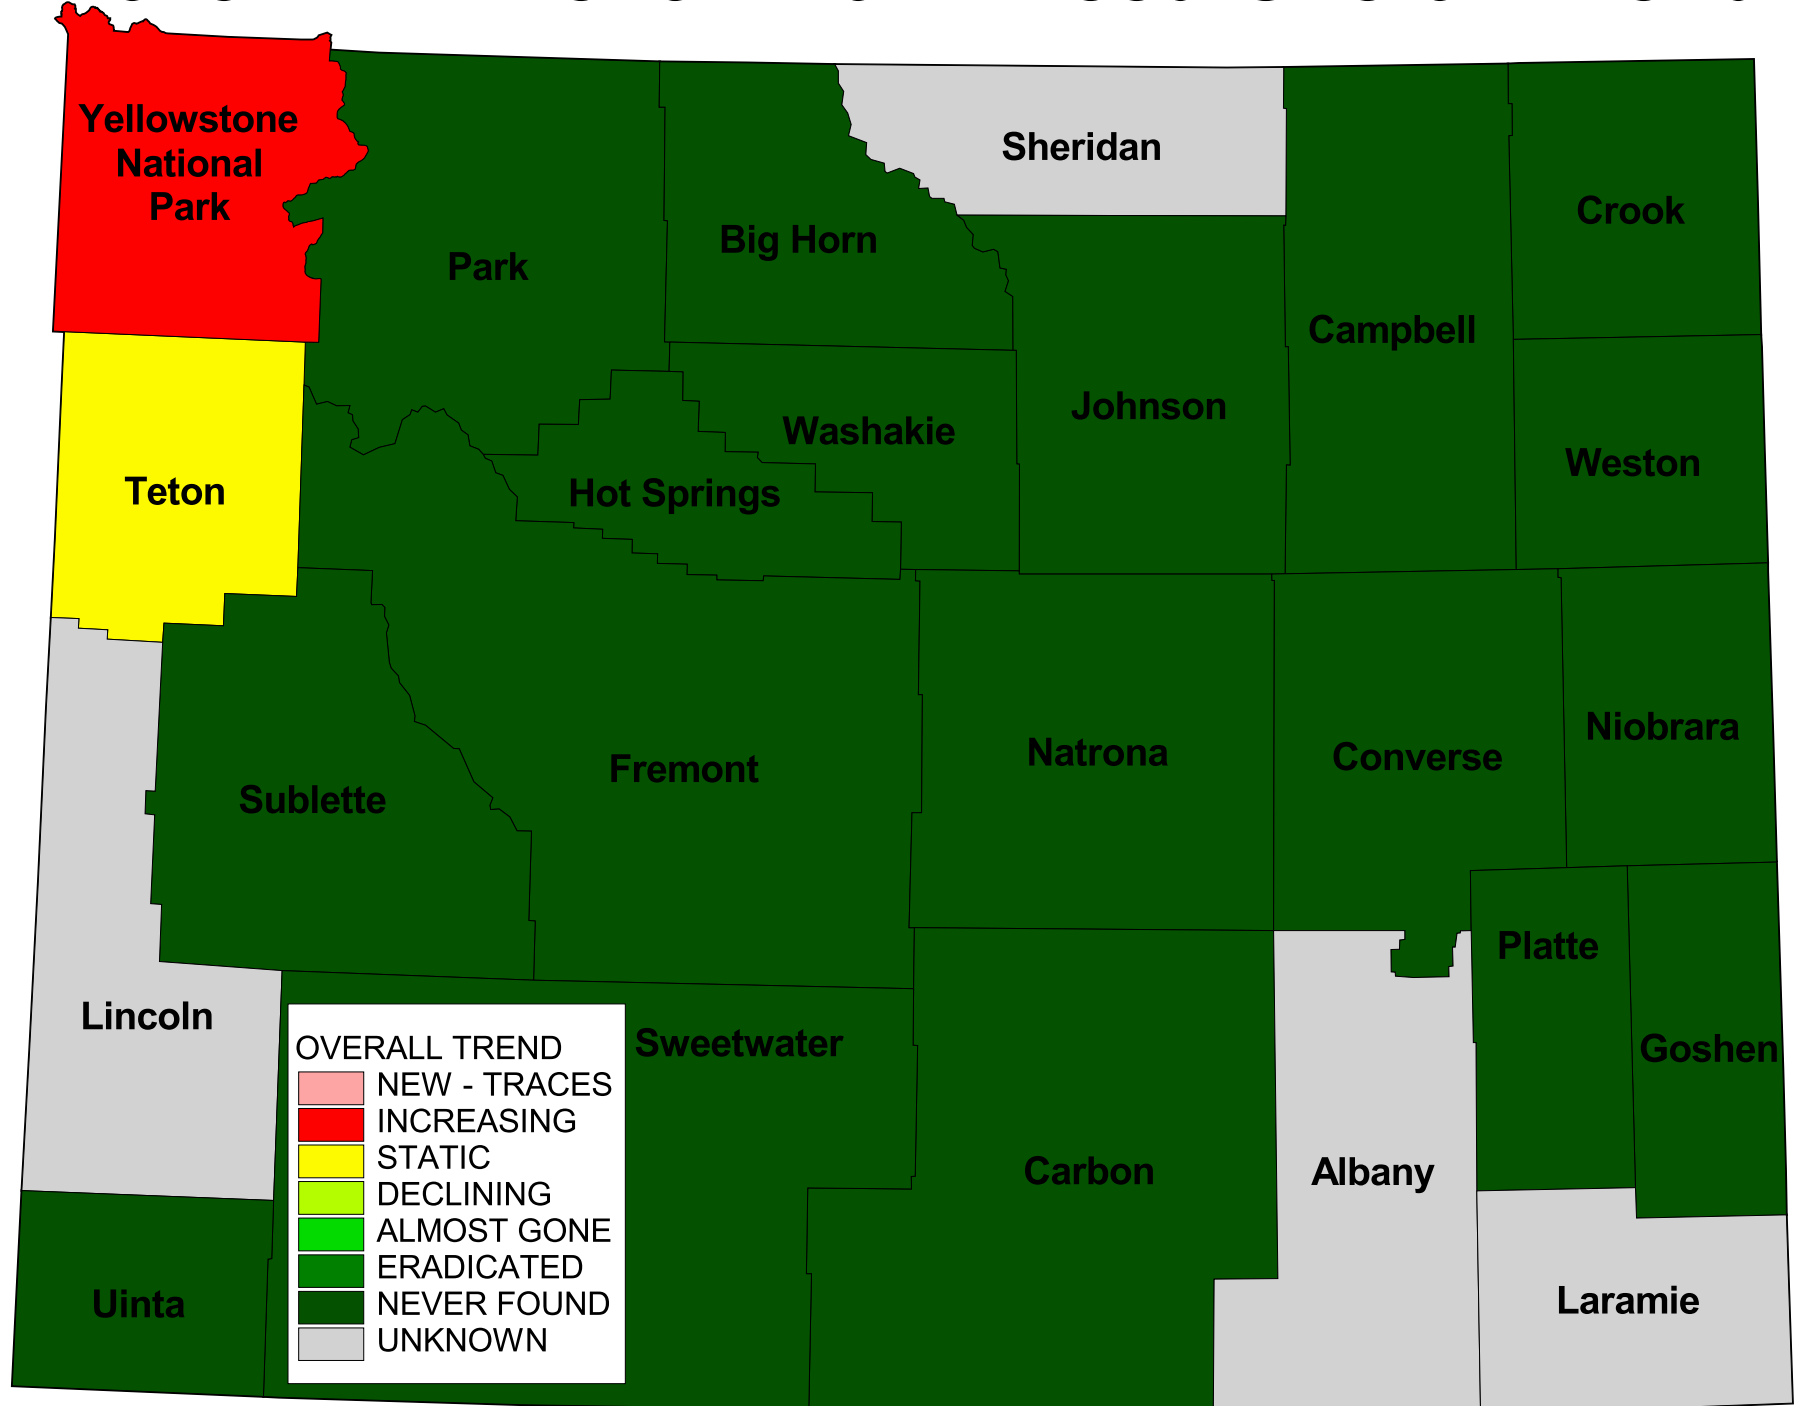 Yellowstone
National
Park
Sheridan
Crook
Big Horn
Park
Campbell
Johnson
Washakie
Weston
Teton
Hot Springs
Niobrara
Natrona
Converse
Fremont
Sublette
Platte
Lincoln
Sweetwater
Goshen
OVERALL TREND
NEW - TRACES
INCREASING
STATIC
DECLINING
ALMOST GONE
ERADICATED
NEVER FOUND
UNKNOWN
Carbon
Albany
Uinta
Laramie